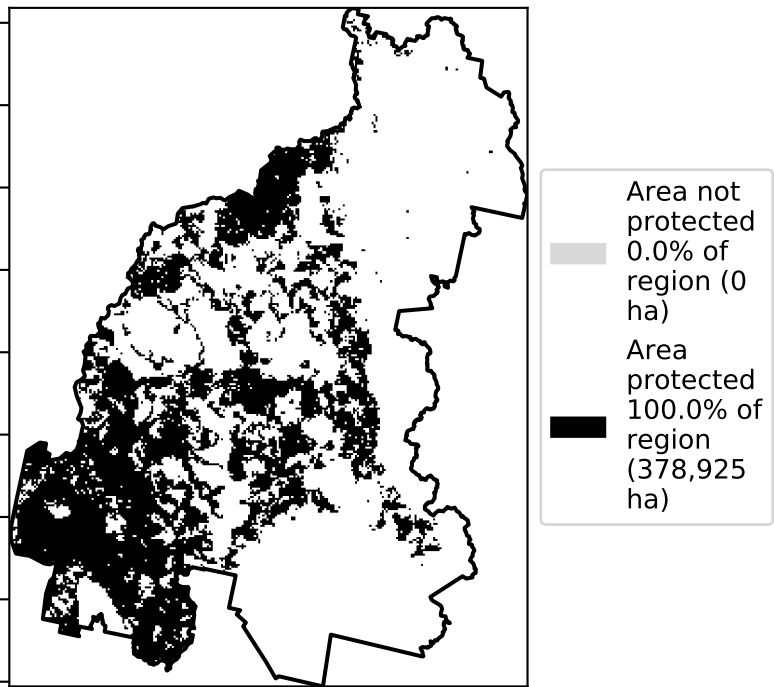 Area not
protected
0.0% of
region (0
ha)
Area
protected
100.0% of
region
(378,925
ha)